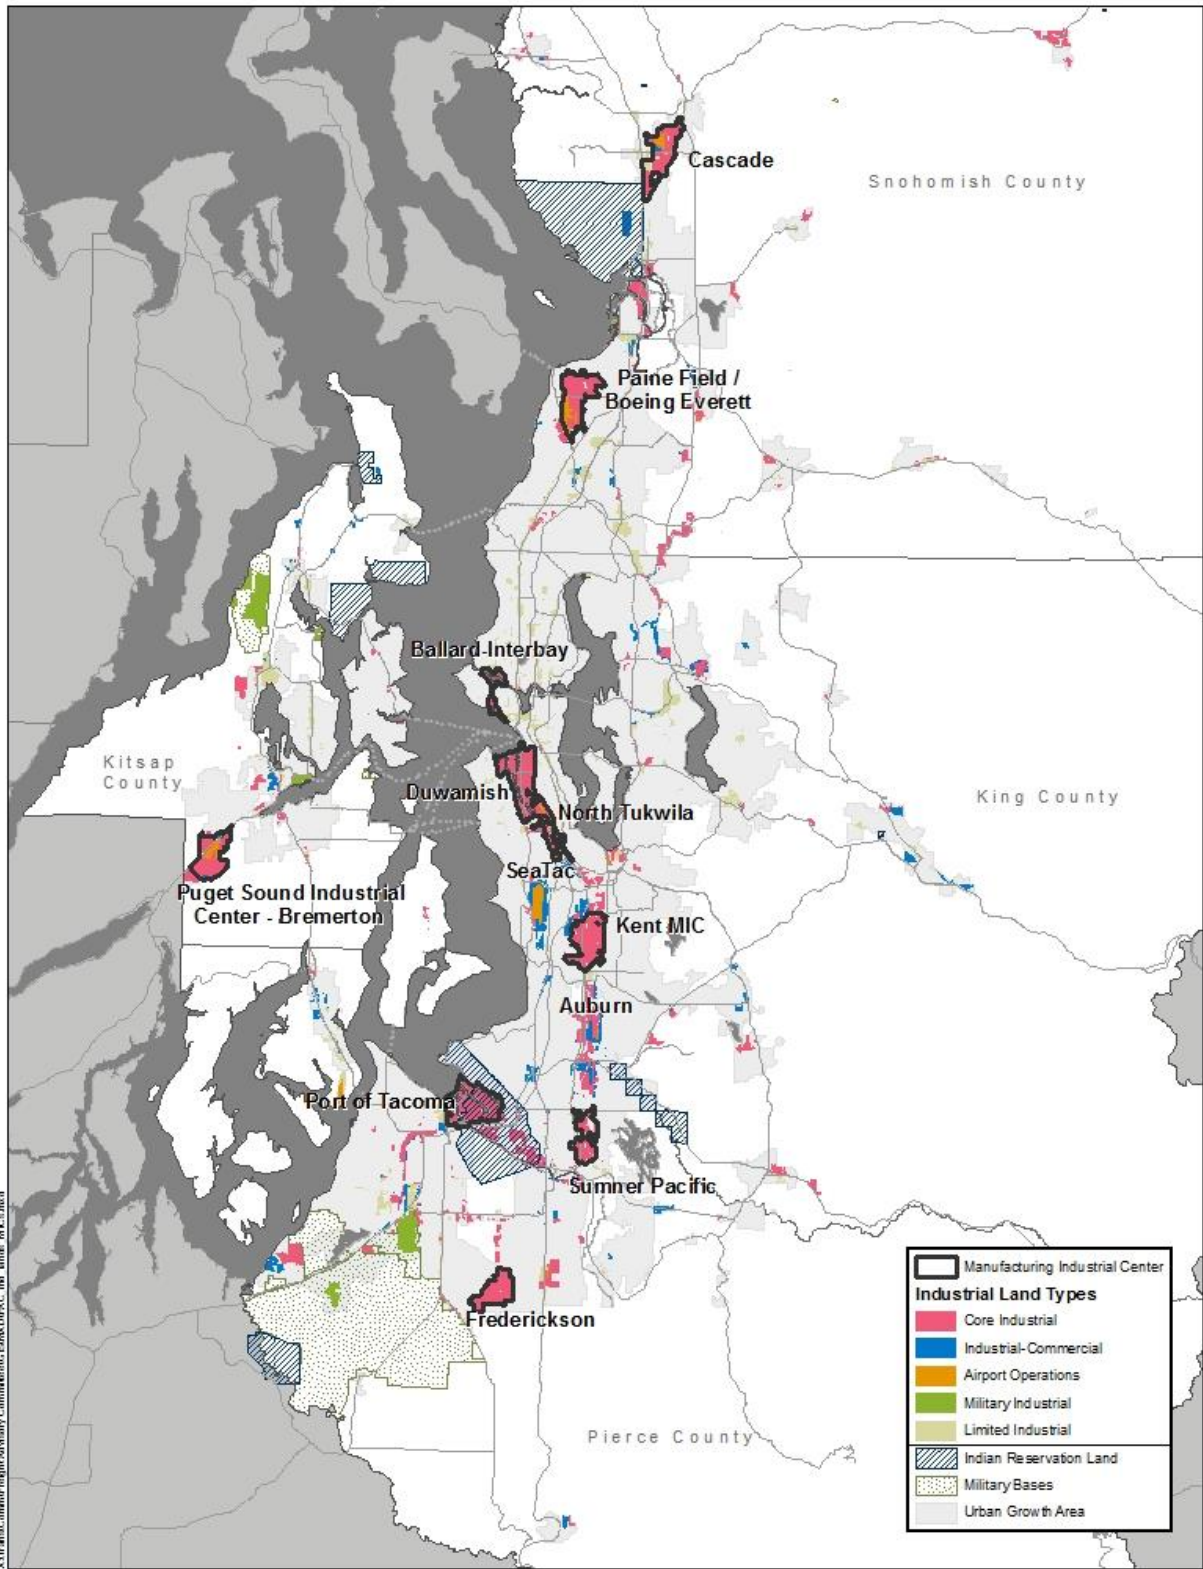 Cascade
Snohomish County
Paine Field /
Boeing Everett
Ballard-Interbay
Kitsap
County
Duwamish
North Tukwila
King County
SeaTac
Puget Sound Industrial
Center - Bremerton
Kent MIC
Auburn
Port of Tacoma
Sumner Pacific
Frederickson
Pierce County
Manufacturing Industrial Center
Industrial Land Types
Core Industrial
Industrial-Commercial
Airport Operations
Military Industrial
Limited Industrial
Indian Reservation Land
Military Bases
Urban Growth Area